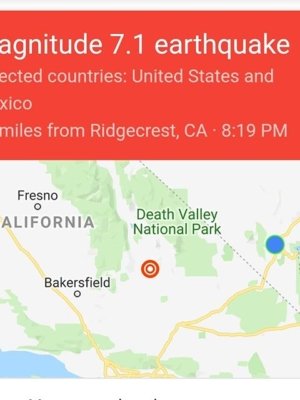 agnitude 7.1 earthquake
ected countries: United States and
xico
miles from Ridgecrest, CA · 8:19 PM
Fresno
CALIFORNIA
Death Valley
National Park
Bakersfield